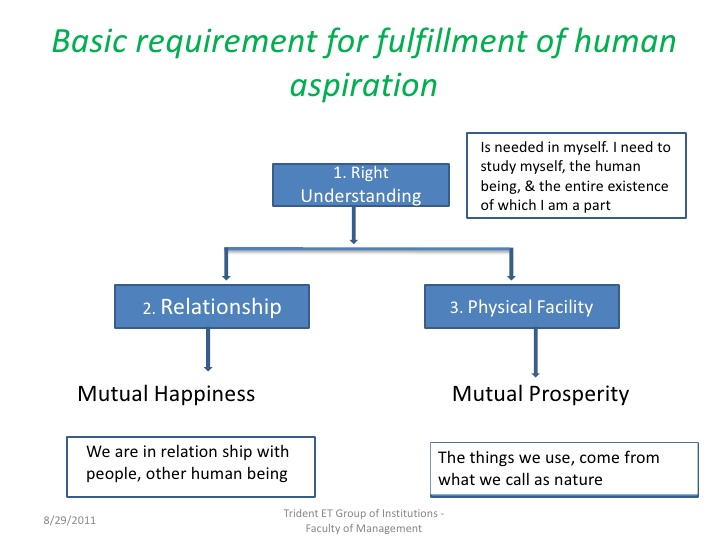 Basic requirement for fulfillment of human
aspiration
Is needed in myself. I need to
study myself, the human
being, & the entire existence
of which I am a part
1. Right
Understanding
2. Relationship
3. Physical Facility
Mutual Happiness
Mutual Prosperity
We are in relation ship with
people, other human being
The things we use, come from
what we call as nature
8/29/2011
Trident ET Group of Institutions -
Faculty of Management